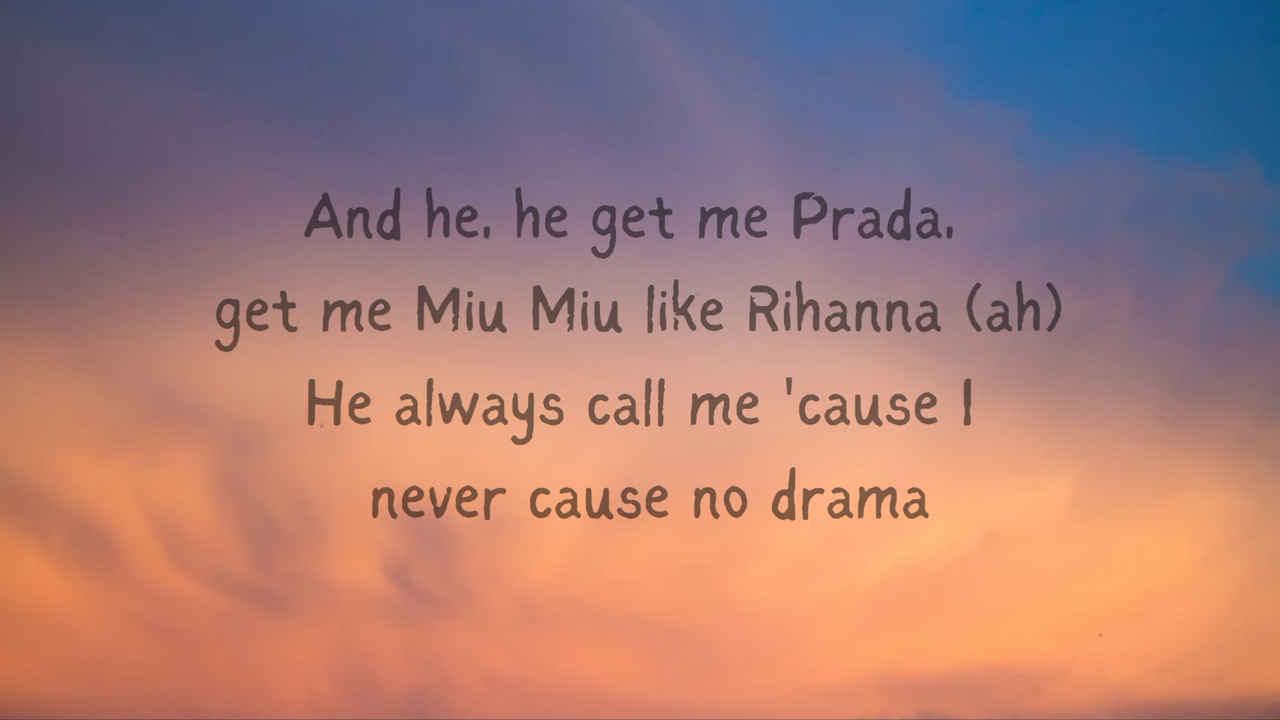 And he, he get me Prada,
get me Miu Miu like Rihanna (ah)
He always call me 'cause I
never cause no drama